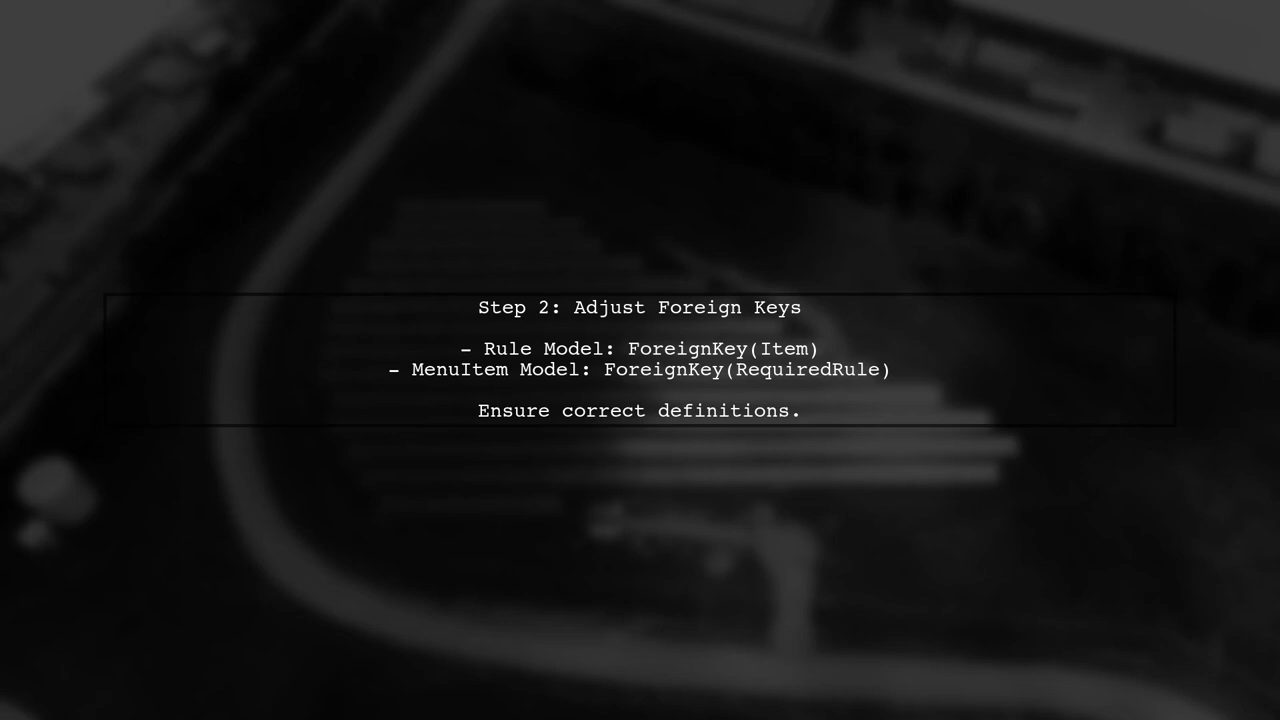 Step 2: Adjust Foreign Keys
– Rule Model: ForeignKey(Item)
– MenuItem Model: ForeignKey(RequiredRule)
Ensure correct definitions.